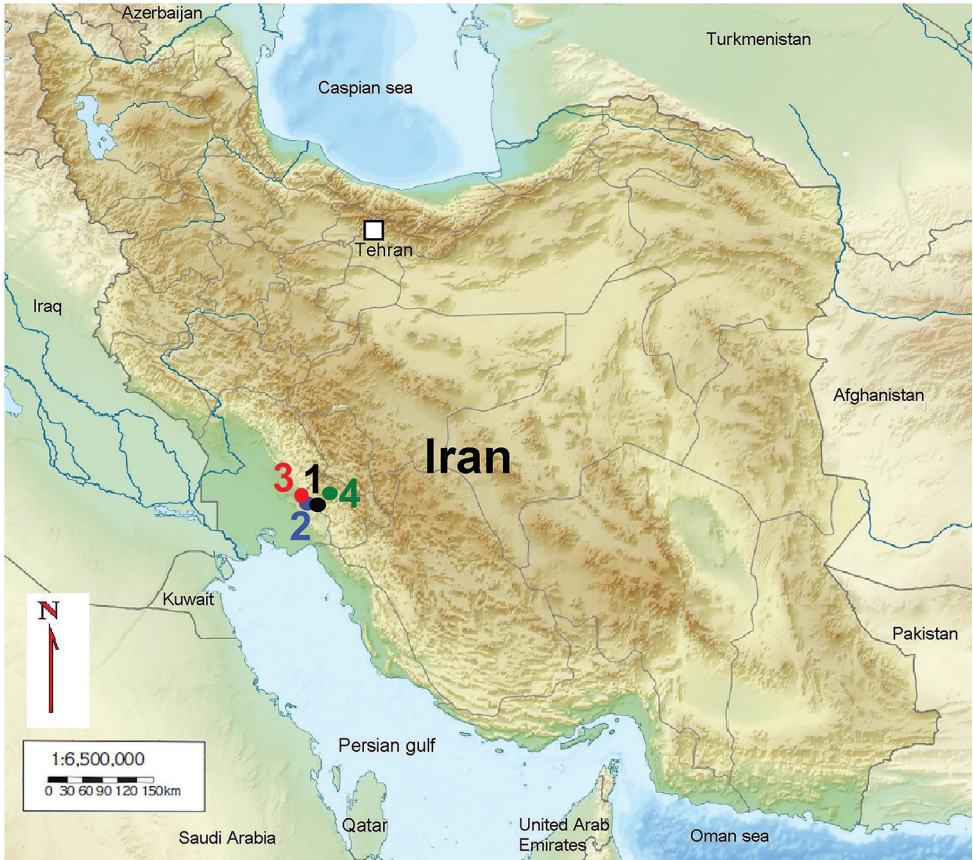 Azerbaijan
Turkmenistan
Caspian sea
Tehran
Iraq
Afghanistan
Iran
1
3
4
2
Kuwait
N
Pakistan
Persian gulf
1:6,500,000
0 30 60 90 120 150km
Saudi Arabia
Qatar
United Arab
Emirates
Oman sea